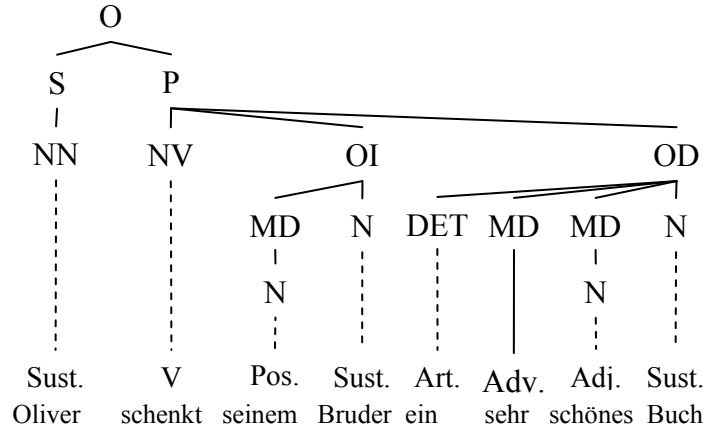 O
S P
NN NV OI OD
MD N DET MD MD N
N N
Sust. V Pos. Sust. Art. Adv. Adj. Sust.
Oliver schenkt seinem Bruder ein sehr schönes Buch